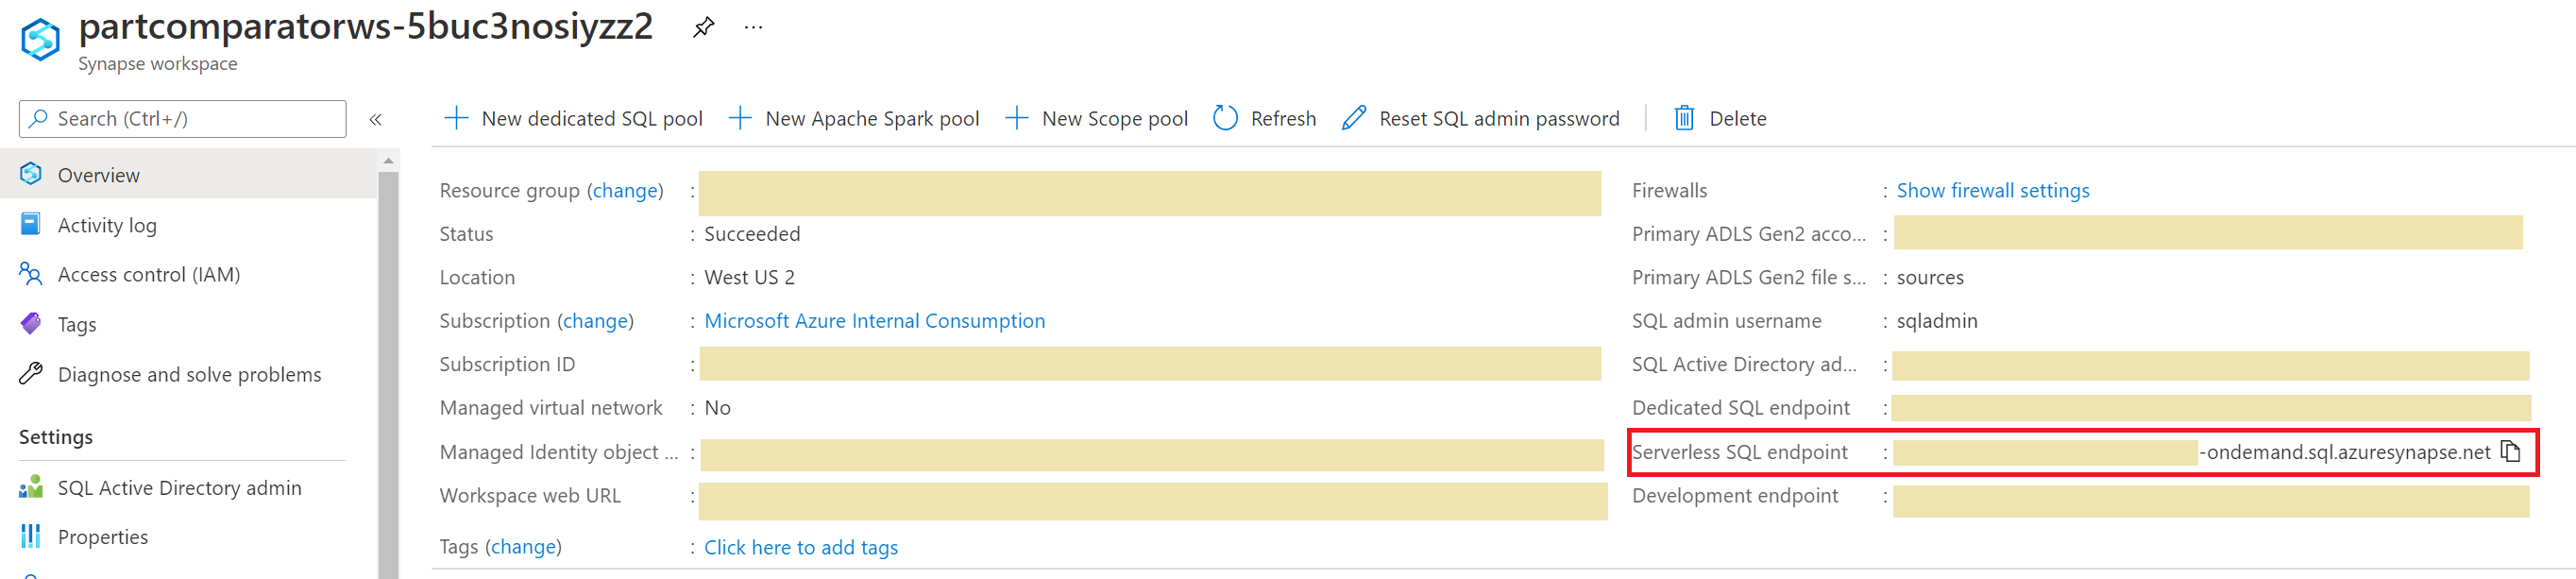 partcomparatorws-5buc3nosiyzz2
Synapse workspace
Search (Ctrl+/)
Overview
Activity log
Access control (IAM)
Tags
Diagnose and solve problems
Settings
SQL Active Directory admin
Properties
New dedicated SQL pool New Apache Spark pool New Scope pool Refresh Reset SQL admin password Delete
Resource group (change) :
Status : Succeeded
Location : West US 2
Subscription (change) : Microsoft Azure Internal Consumption
Subscription ID :
Managed virtual network : No
Managed Identity object ... :
Workspace web URL :
Tags (change) : Click here to add tags
Firewalls : Show firewall settings
Primary ADLS Gen2 acco... :
Primary ADLS Gen2 file s... : sources
SQL admin username : sqladmin
SQL Active Directory ad... :
Dedicated SQL endpoint :
Serverless SQL endpoint : -ondemand.sql.azuresynapse.net
Development endpoint :